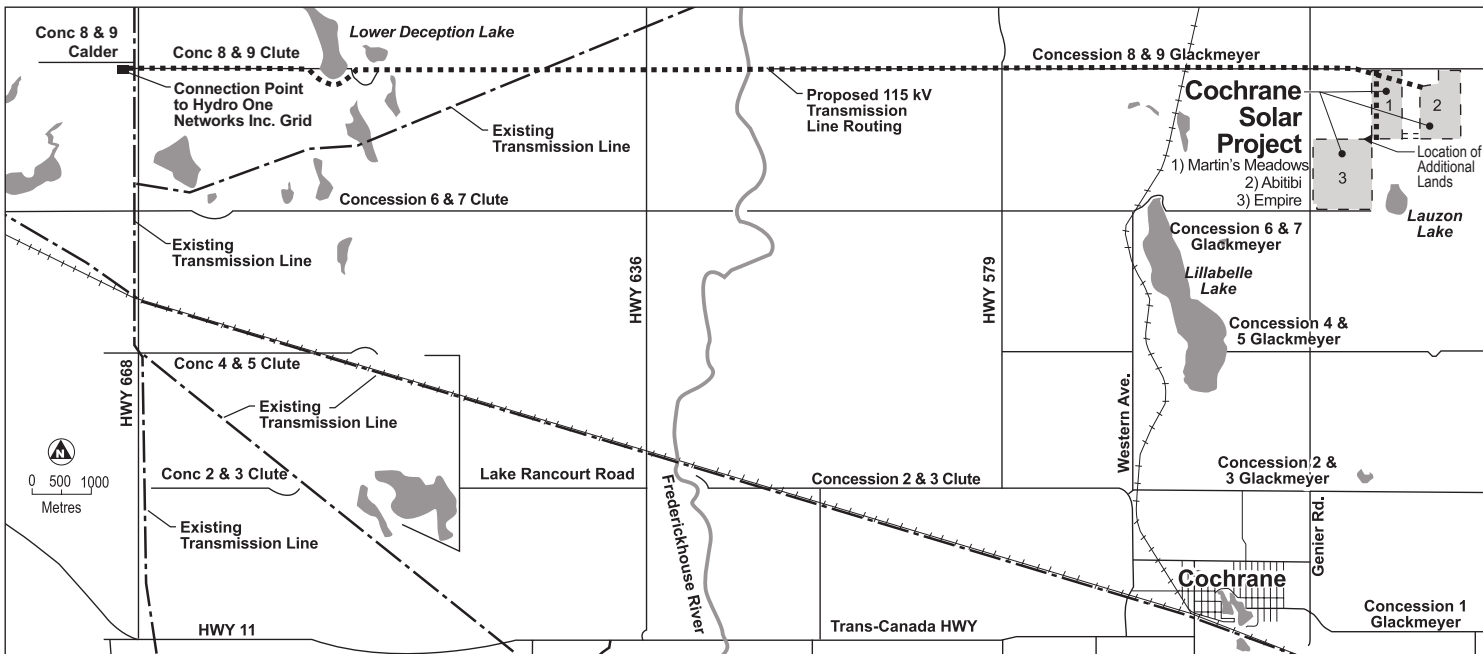 Conc 8 & 9
Calder
Conc 8 & 9 Clute
Lower Deception Lake
Concession 8 & 9 Glackmeyer
Connection Point
to Hydro One
Networks Inc. Grid
Existing
Transmission Line
Proposed 115 kV
Transmission
Line Routing
Cochrane
Solar
Project
1) Martin's Meadows
2) Abitibi
3) Empire
1
2
3
Location of
Additional
Lands
Lauzon
Lake
Concession 6 & 7 Clute
Existing
Transmission Line
HWY 636
HWY 579
Concession 6 & 7
Glackmeyer
Lillabelle
Lake
Concession 4 &
5 Glackmeyer
HWY 668
Conc 4 & 5 Clute
Existing
Transmission Line
Western Ave.
N
0 500 1000
Metres
Conc 2 & 3 Clute
Lake Rancourt Road
Concession 2 & 3 Clute
Concession 2 &
3 Glackmeyer
Existing
Transmission Line
Frederickhouse River
Genier Rd.
Cochrane
HWY 11
Trans-Canada HWY
Concession 1
Glackmeyer